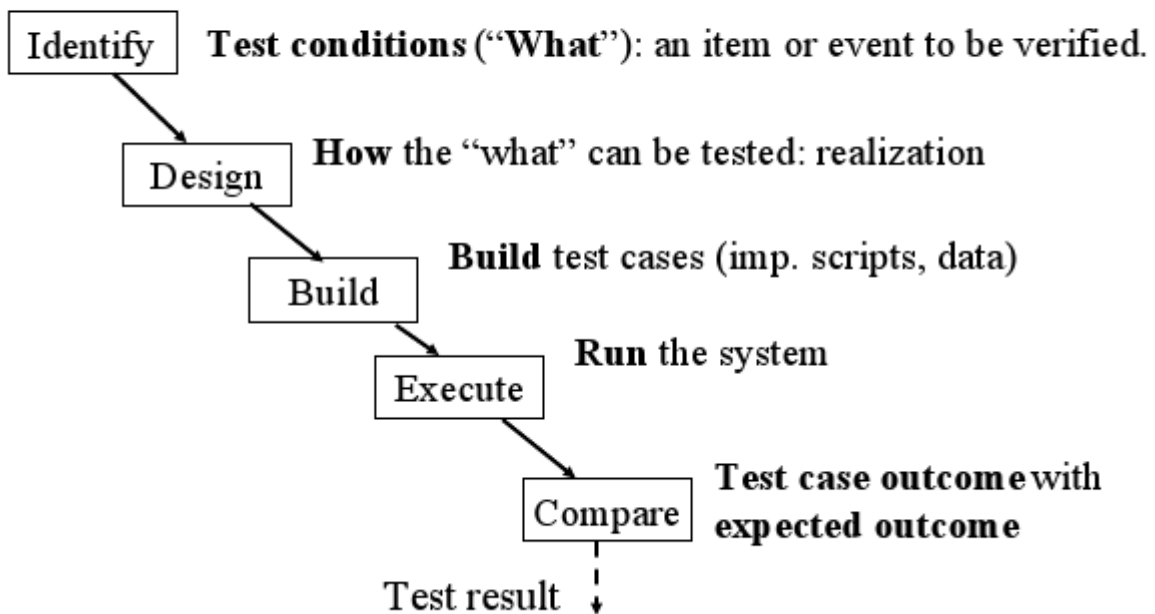 Identify
Test conditions (“What”): an item or event to be verified.
Design
How the “what” can be tested: realization
Build
Build test cases (imp. scripts, data)
Execute
Run the system
Compare
Test case outcome with
expected outcome
Test result